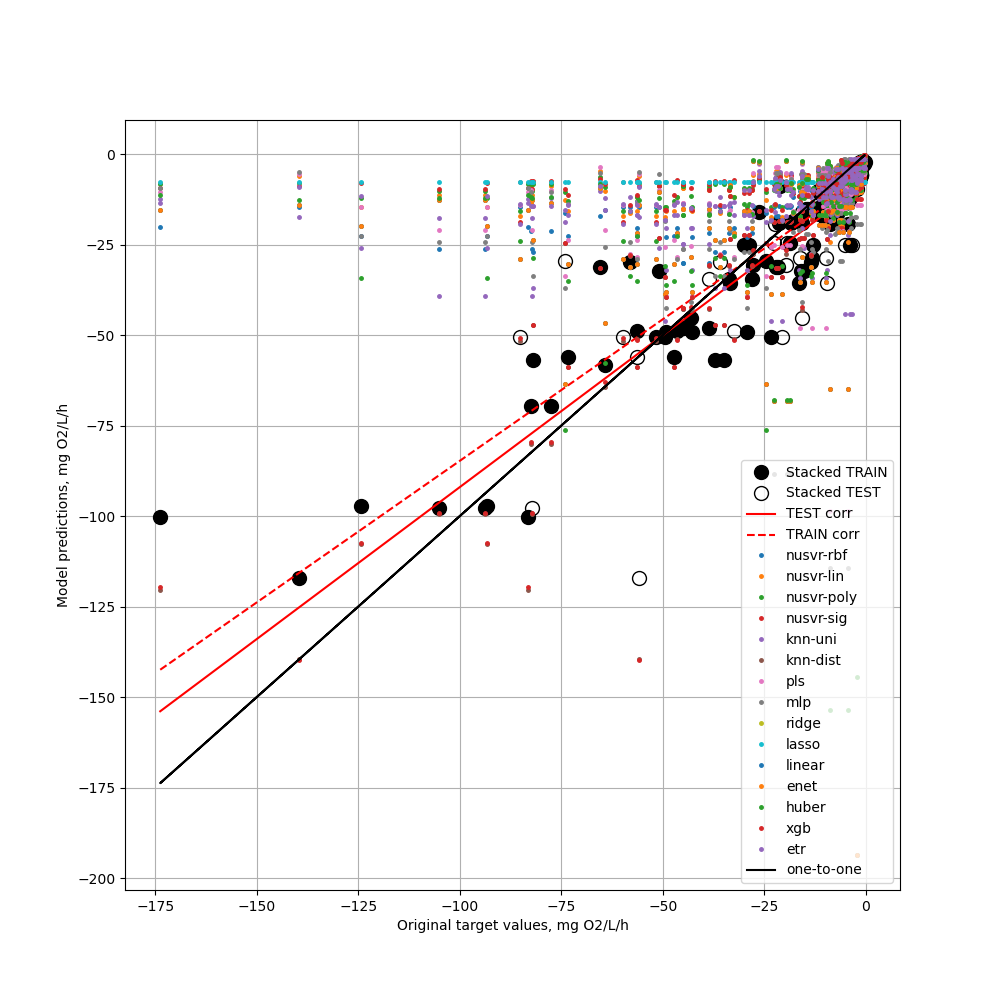 0
−25
−50
−75
−100
−125
−150
−175
−200
Model predictions, mg O2/L/h
−175
−150
−125
−100
−75
−50
−25
0
Original target values, mg O2/L/h
Stacked TRAIN
Stacked TEST
TEST corr
TRAIN corr
nusvr-rbf
nusvr-lin
nusvr-poly
nusvr-sig
knn-uni
knn-dist
pls
mlp
ridge
lasso
linear
enet
huber
xgb
etr
one-to-one